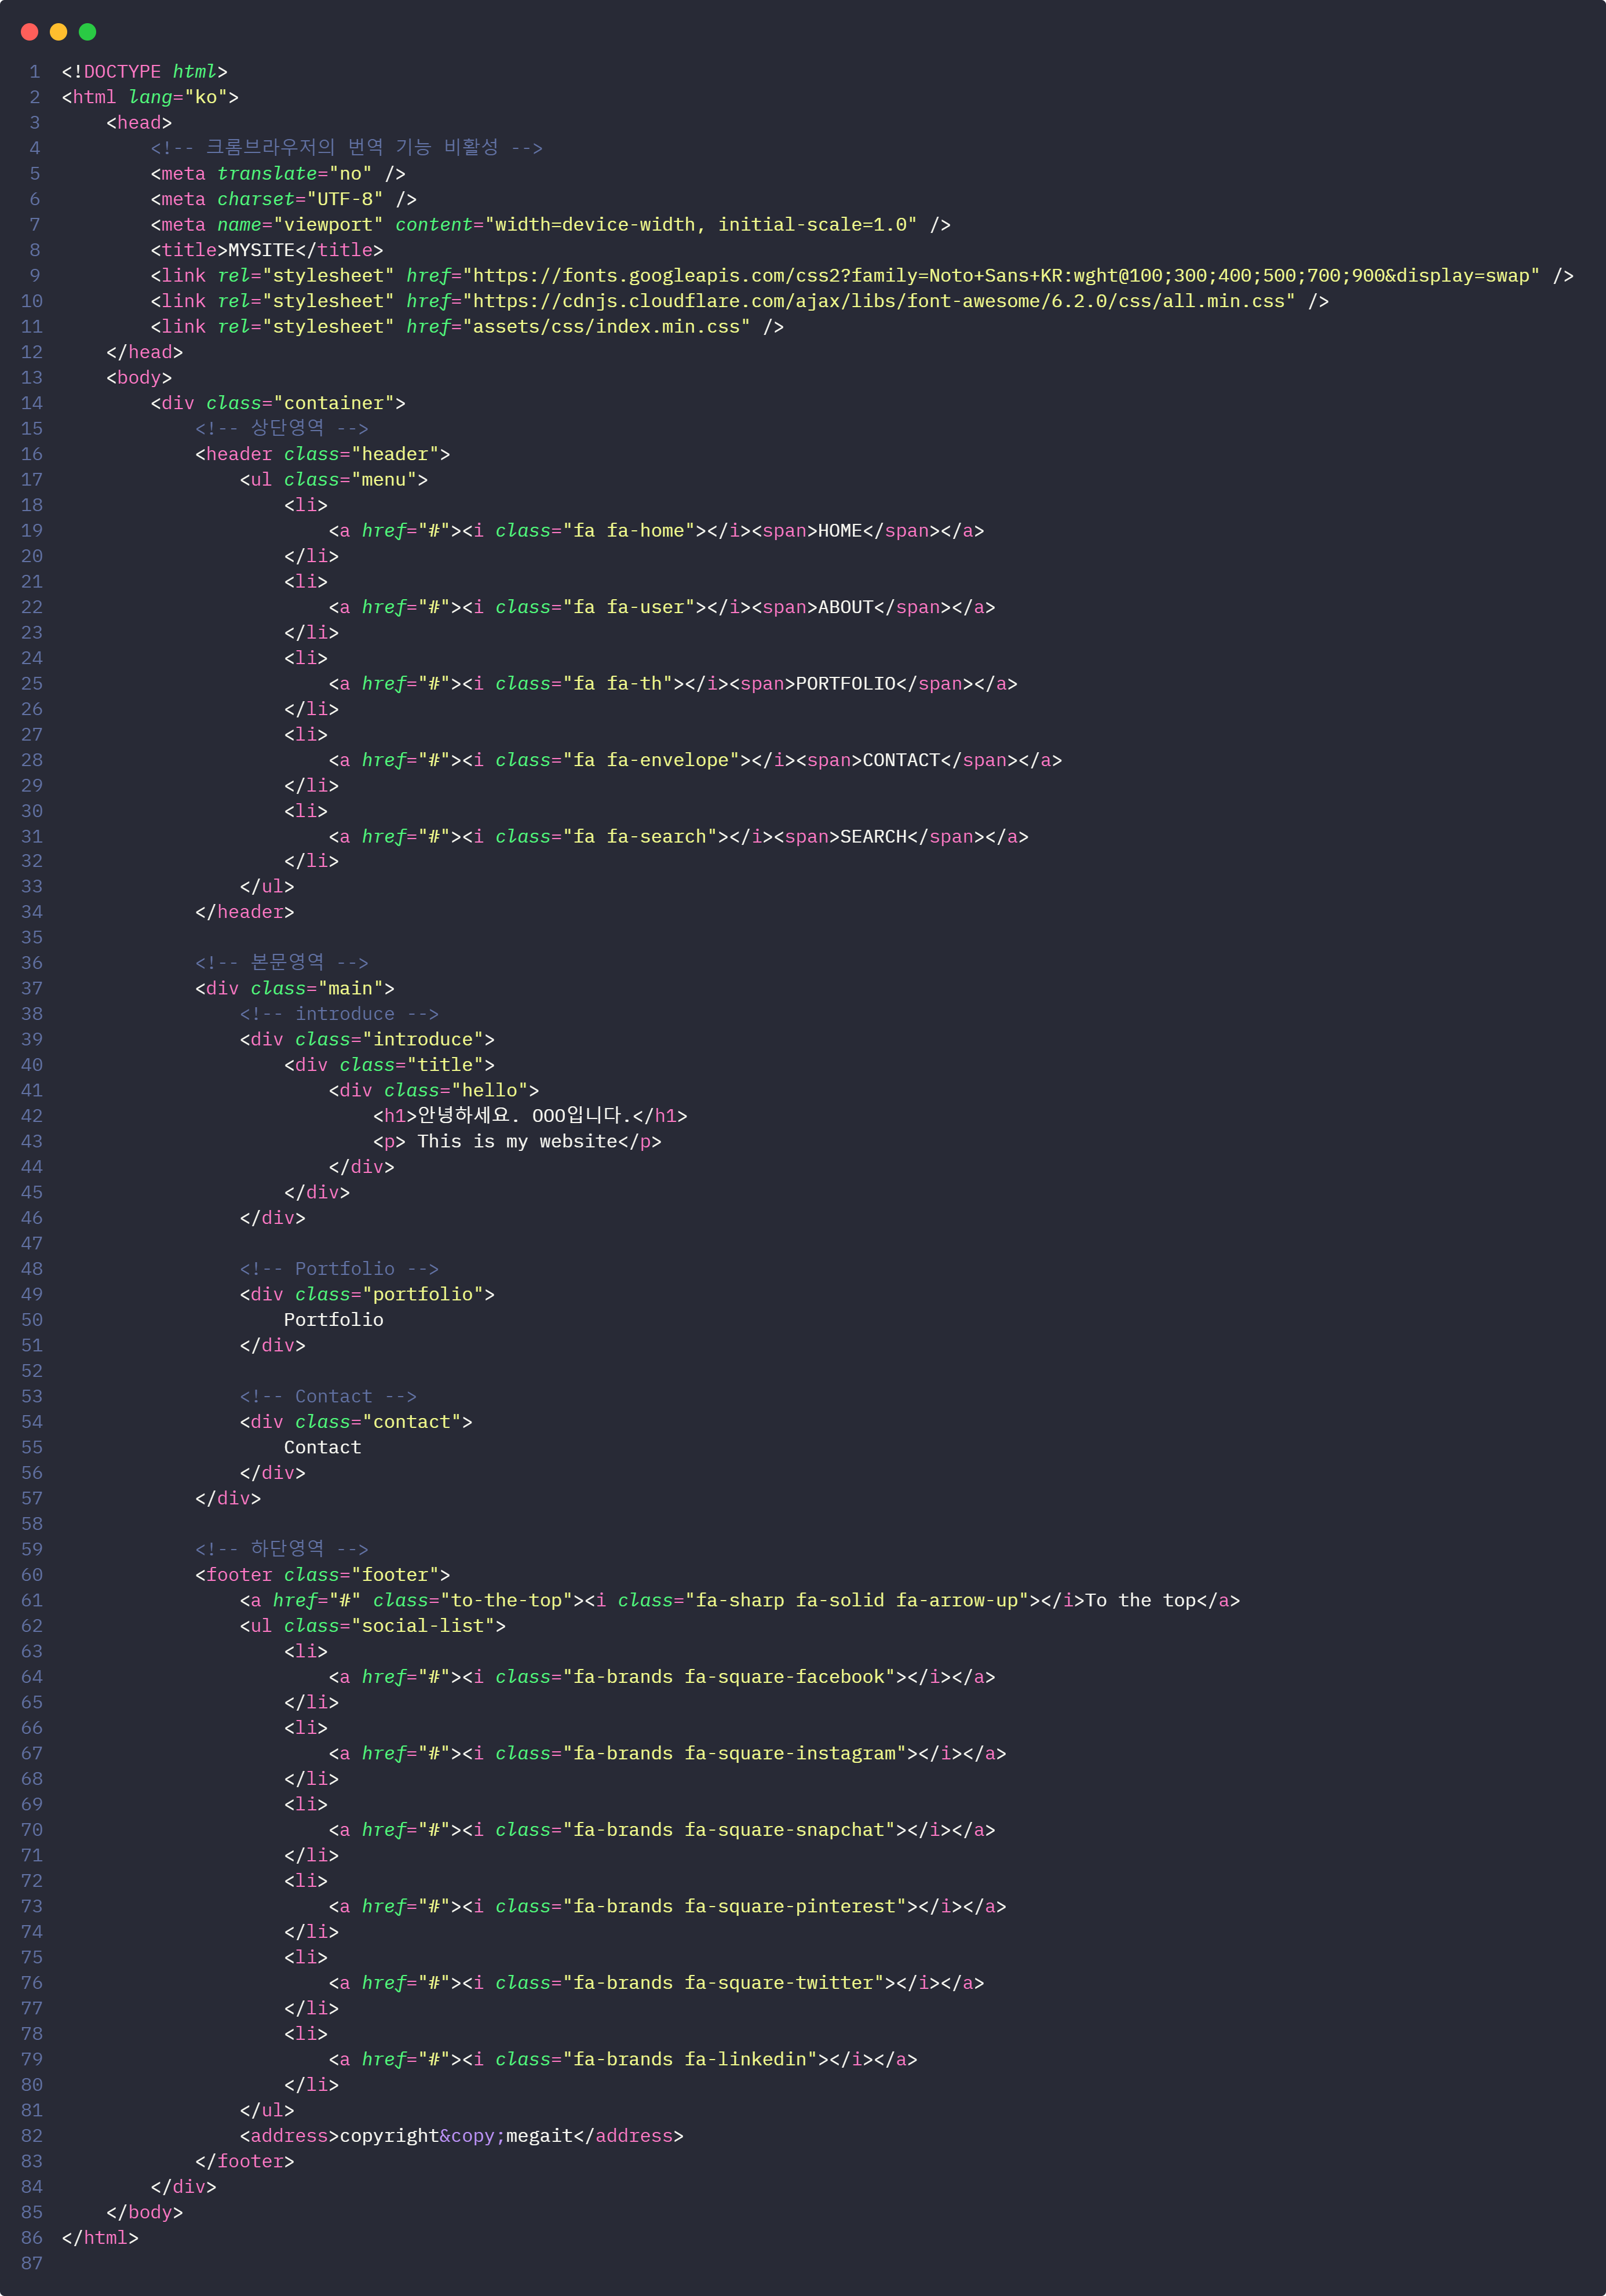 1 <!DOCTYPE html>
2 <html lang="ko">
3     <head>
4         <!-- 크롬브라우저의 번역 기능 비활성 -->
5         <meta translate="no" />
6         <meta charset="UTF-8" />
7         <meta name="viewport" content="width=device-width, initial-scale=1.0" />
8         <title>MYSITE</title>
9         <link rel="stylesheet" href="https://fonts.googleapis.com/css2?family=Noto+Sans+KR:wght@100;300;400;500;700;900&display=swap" />
10         <link rel="stylesheet" href="https://cdnjs.cloudflare.com/ajax/libs/font-awesome/6.2.0/css/all.min.css" />
11         <link rel="stylesheet" href="assets/css/index.min.css" />
12     </head>
13     <body>
14         <div class="container">
15             <!-- 상단영역 -->
16             <header class="header">
17                 <ul class="menu">
18                     <li>
19                         <a href="#"><i class="fa fa-home"></i><span>HOME</span></a>
20                     </li>
21                     <li>
22                         <a href="#"><i class="fa fa-user"></i><span>ABOUT</span></a>
23                     </li>
24                     <li>
25                         <a href="#"><i class="fa fa-th"></i><span>PORTFOLIO</span></a>
26                     </li>
27                     <li>
28                         <a href="#"><i class="fa fa-envelope"></i><span>CONTACT</span></a>
29                     </li>
30                     <li>
31                         <a href="#"><i class="fa fa-search"></i><span>SEARCH</span></a>
32                     </li>
33                 </ul>
34             </header>
35
36             <!-- 본문영역 -->
37             <div class="main">
38                 <!-- introduce -->
39                 <div class="introduce">
40                     <div class="title">
41                         <div class="hello">
42                             <h1>안녕하세요. OOO입니다.</h1>
43                             <p> This is my website</p>
44                         </div>
45                     </div>
46                 </div>
47
48                 <!-- Portfolio -->
49                 <div class="portfolio">
50                     Portfolio
51                 </div>
52
53                 <!-- Contact -->
54                 <div class="contact">
55                     Contact
56                 </div>
57             </div>
58
59             <!-- 하단영역 -->
60             <footer class="footer">
61                 <a href="#" class="to-the-top"><i class="fa-sharp fa-solid fa-arrow-up"></i>To the top</a>
62                 <ul class="social-list">
63                     <li>
64                         <a href="#"><i class="fa-brands fa-square-facebook"></i></a>
65                     </li>
66                     <li>
67                         <a href="#"><i class="fa-brands fa-square-instagram"></i></a>
68                     </li>
69                     <li>
70                         <a href="#"><i class="fa-brands fa-square-snapchat"></i></a>
71                     </li>
72                     <li>
73                         <a href="#"><i class="fa-brands fa-square-pinterest"></i></a>
74                     </li>
75                     <li>
76                         <a href="#"><i class="fa-brands fa-square-twitter"></i></a>
77                     </li>
78                     <li>
79                         <a href="#"><i class="fa-brands fa-linkedin"></i></a>
80                     </li>
81                 </ul>
82                 <address>copyright&copy;megait</address>
83             </footer>
84         </div>
85     </body>
86 </html>
87